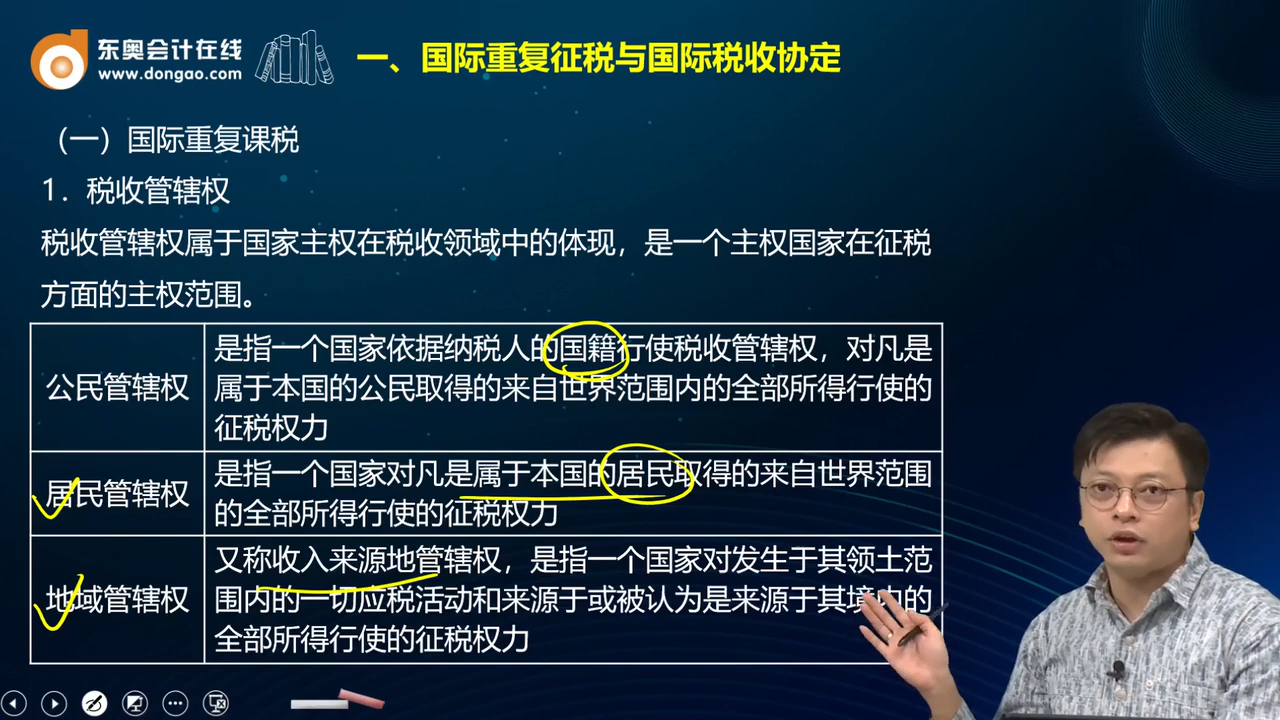 东奥会计在线
www.dongao.com
一、国际重复征税与国际税收协定
（一）国际重复课税
1．税收管辖权
税收管辖权属于国家主权在税收领域中的体现，是一个主权国家在征税
方面的主权范围。
公民管辖权
是指一个国家依据纳税人的国籍行使税收管辖权，对凡是
属于本国的公民取得的来自世界范围内的全部所得行使的
征税权力
居民管辖权
是指一个国家对凡是属于本国的居民取得的来自世界范围
的全部所得行使的征税权力
地域管辖权
又称收入来源地管辖权，是指一个国家对发生于其领土范
围内的一切应税活动和来源于或被认为是来源于其境内的
全部所得行使的征税权力